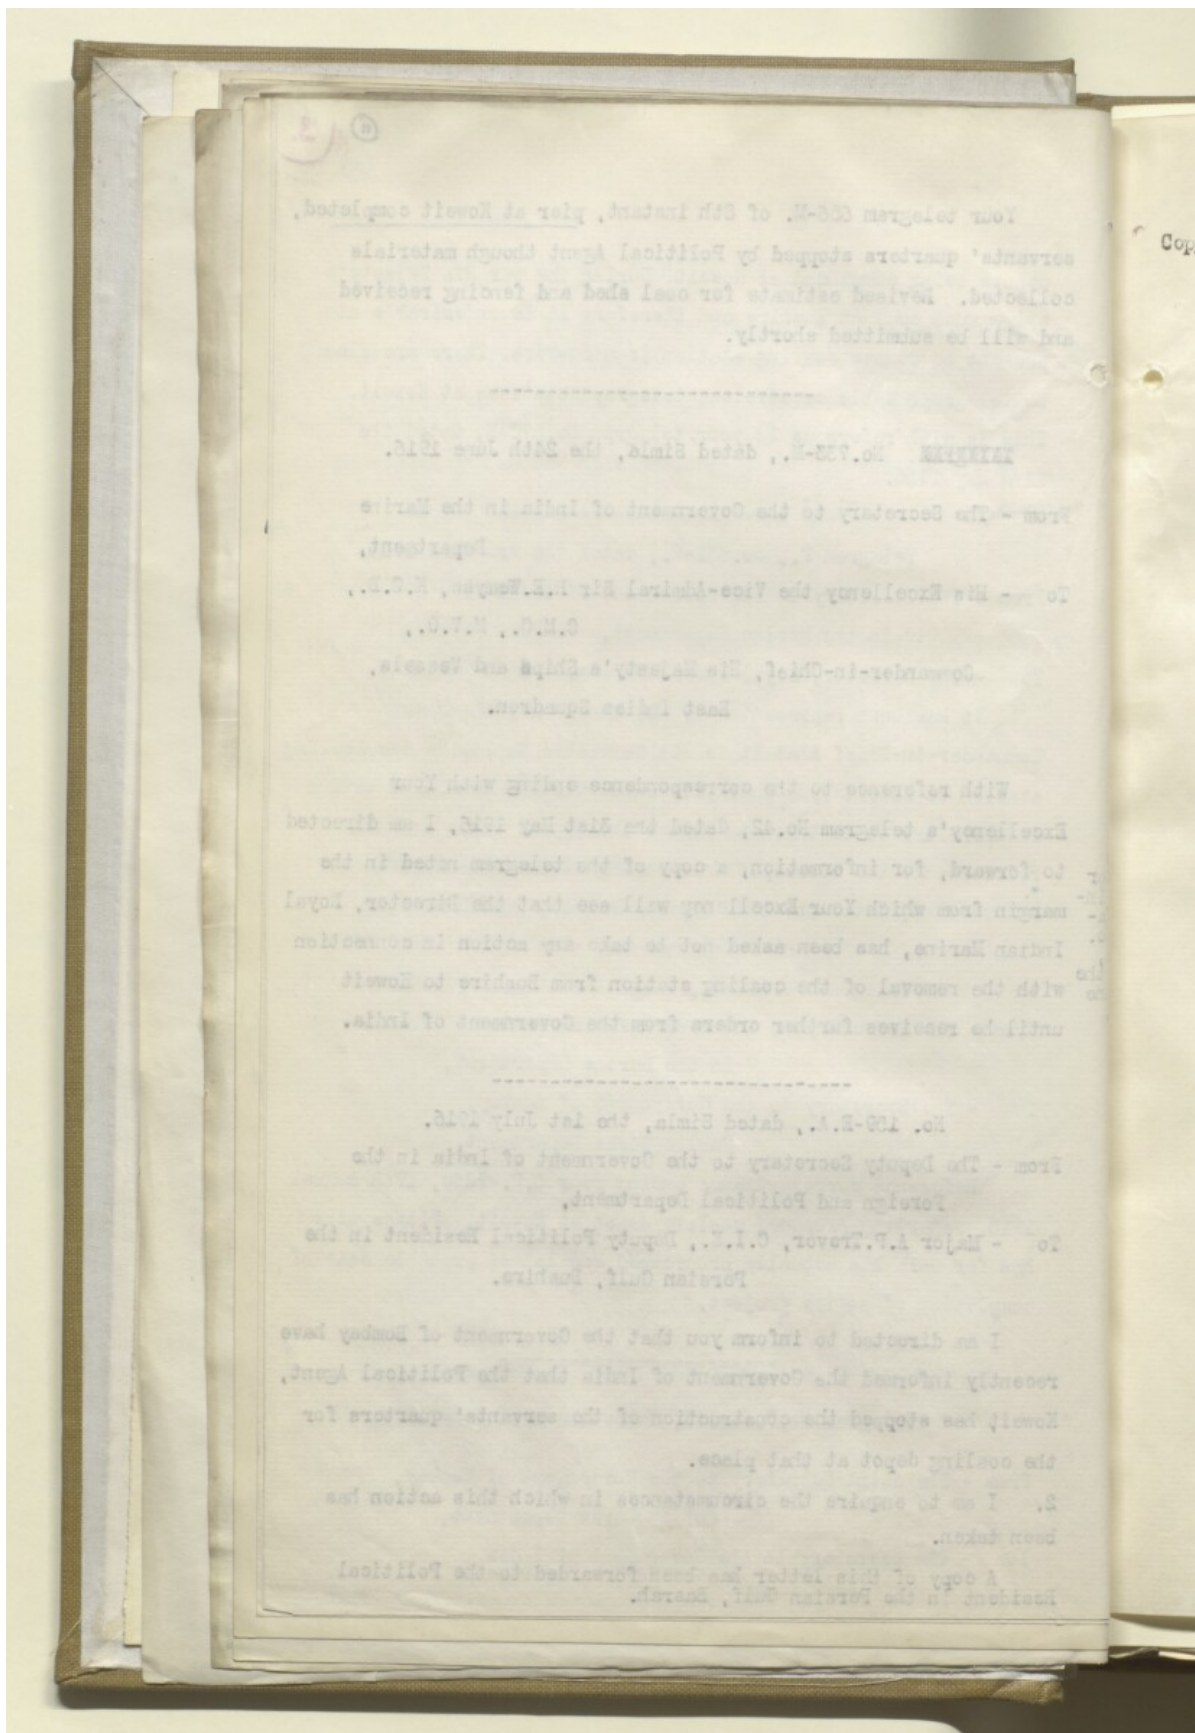 Your telegram 656-M. of 8th instant, pier at Koweit completed,
servants' quarters stopped by Political Agent though materials
collected. Revised estimate for coal shed and fencing received
and will be submitted shortly.
----------------------------
No.733-M., dated Simla, the 24th June 1916.
From - The Secretary to the Government of India in the Marine
Department,
To - His Excellency the Vice-Admiral Sir R.E.Wemyss, K.C.B.,
C.M.G., M.V.O.,
Commander-in-Chief, His Majesty's Ships and Vessels,
East Indies Squadron.
With reference to the correspondence ending with Your
Excellency's telegram No.42, dated the 31st May 1916, I am directed
to forward, for information, a copy of the telegram noted in the
margin from which Your Excellency will see that the Director, Royal
Indian Marine, has been asked not to take any action in connection
with the removal of the coaling station from Bushire to Koweit
until he receives further orders from the Government of India.
------------------------------
No. 159-E.A., dated Simla, the 1st July 1916.
From - The Deputy Secretary to the Government of India in the
Foreign and Political Department,
To - Major A.P.Trevor, C.I.E., Deputy Political Resident in the
Persian Gulf, Bushire.
I am directed to inform you that the Government of Bombay have
recently informed the Government of India that the Political Agent,
Koweit, has stopped the construction of the servants' quarters for
the coaling depot at that place.
2. I am to enquire the circumstances in which this action has
been taken.
A copy of this letter has been forwarded to the Political
Resident in the Persian Gulf, Basrah.
Cop